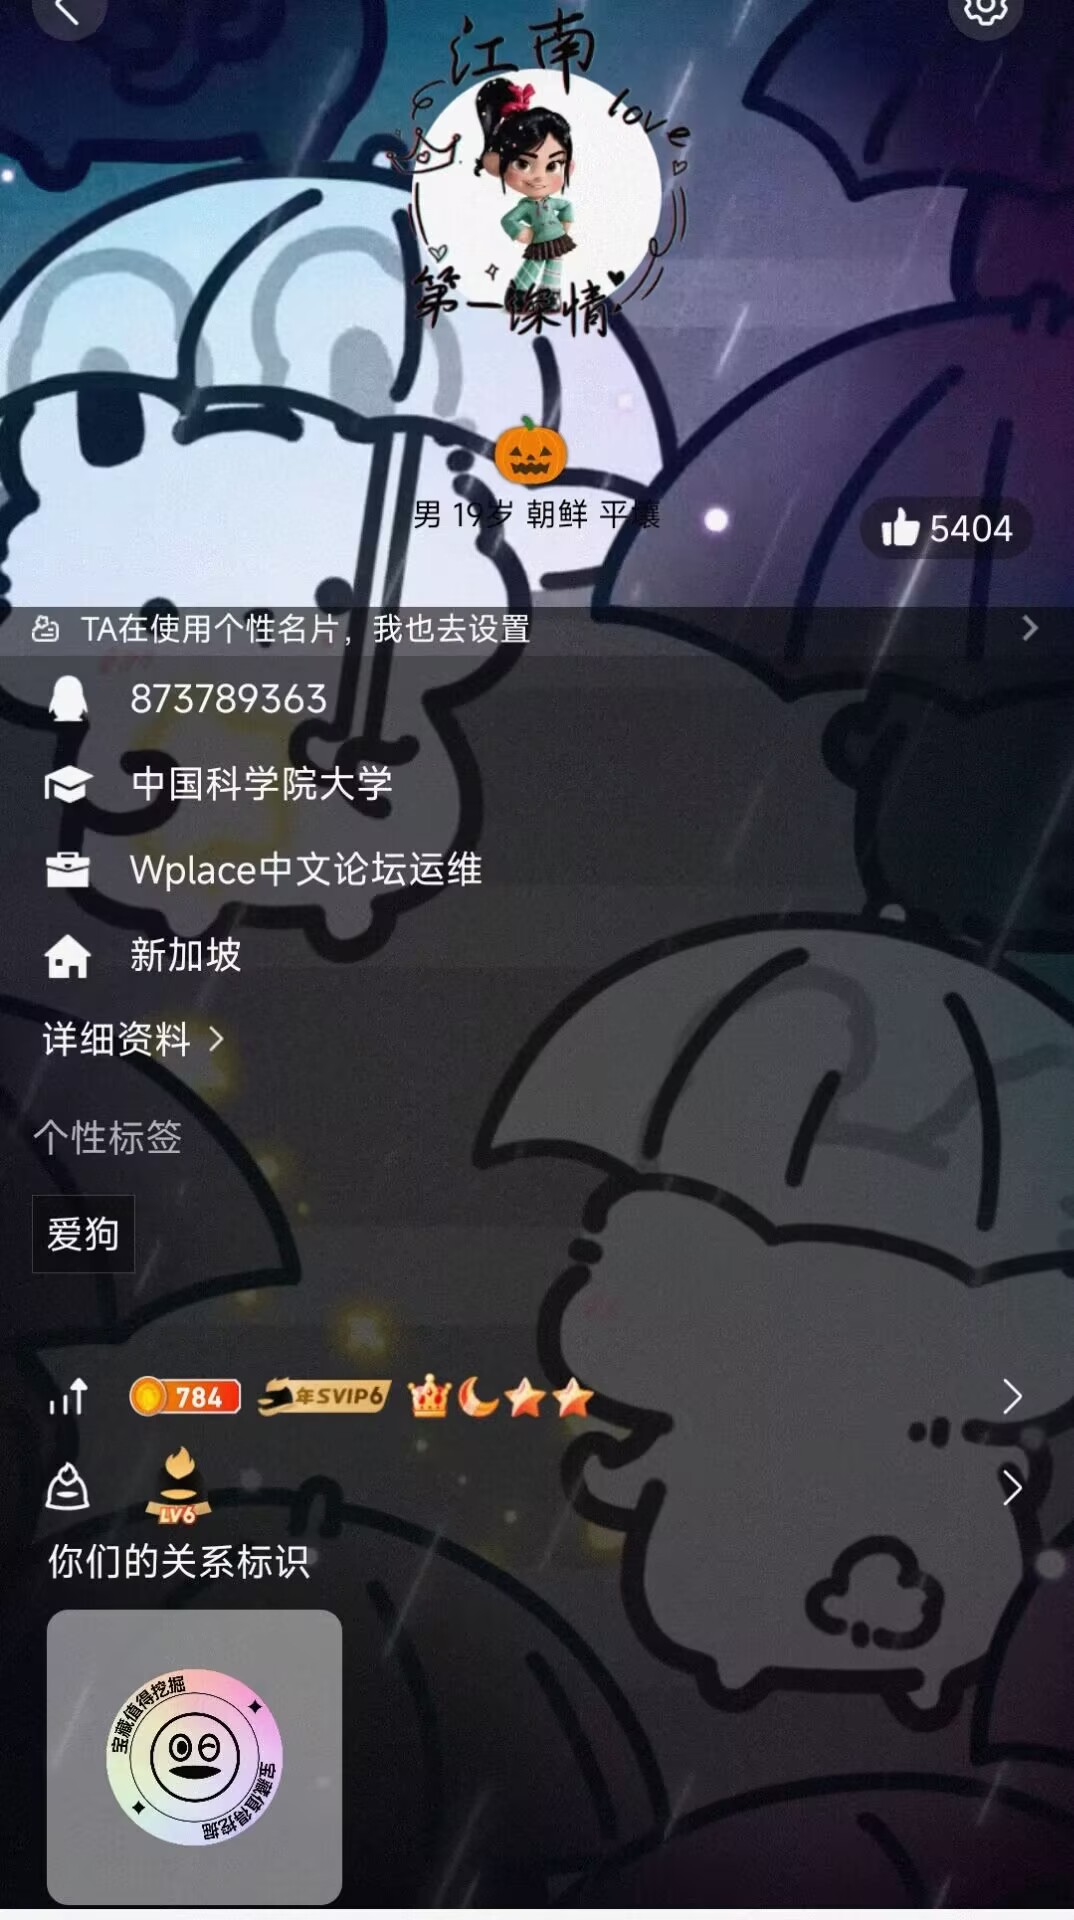 江南
love
第一深情
男 19岁 朝鲜 平壤
5404
TA在使用个性名片，我也去设置
873789363
中国科学院大学
Wplace中文论坛运维
新加坡
详细资料
个性标签
爱狗
784
年SVIP6
LV6
你们的关系标识
宝藏值得挖掘
宝藏值得挖掘